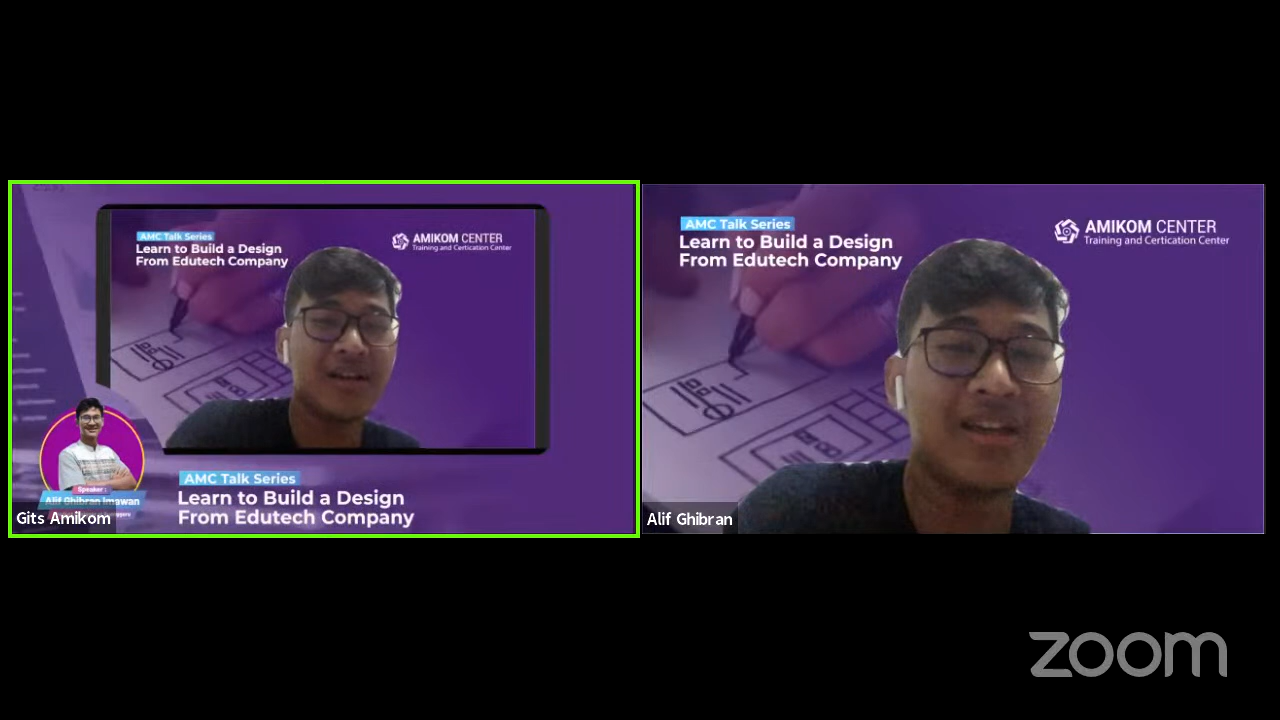 AMC Talk Series
Learn to Build a Design
From Edutech Company
AMIKOM CENTER
Training and Certication Center
Speaker :
Alif Ghibran Imawan
AMC Talk Series
Learn to Build a Design
From Edutech Company
Gits Amikom
AMC Talk Series
Learn to Build a Design
From Edutech Company
AMIKOM CENTER
Training and Certication Center
Alif Ghibran
zoom